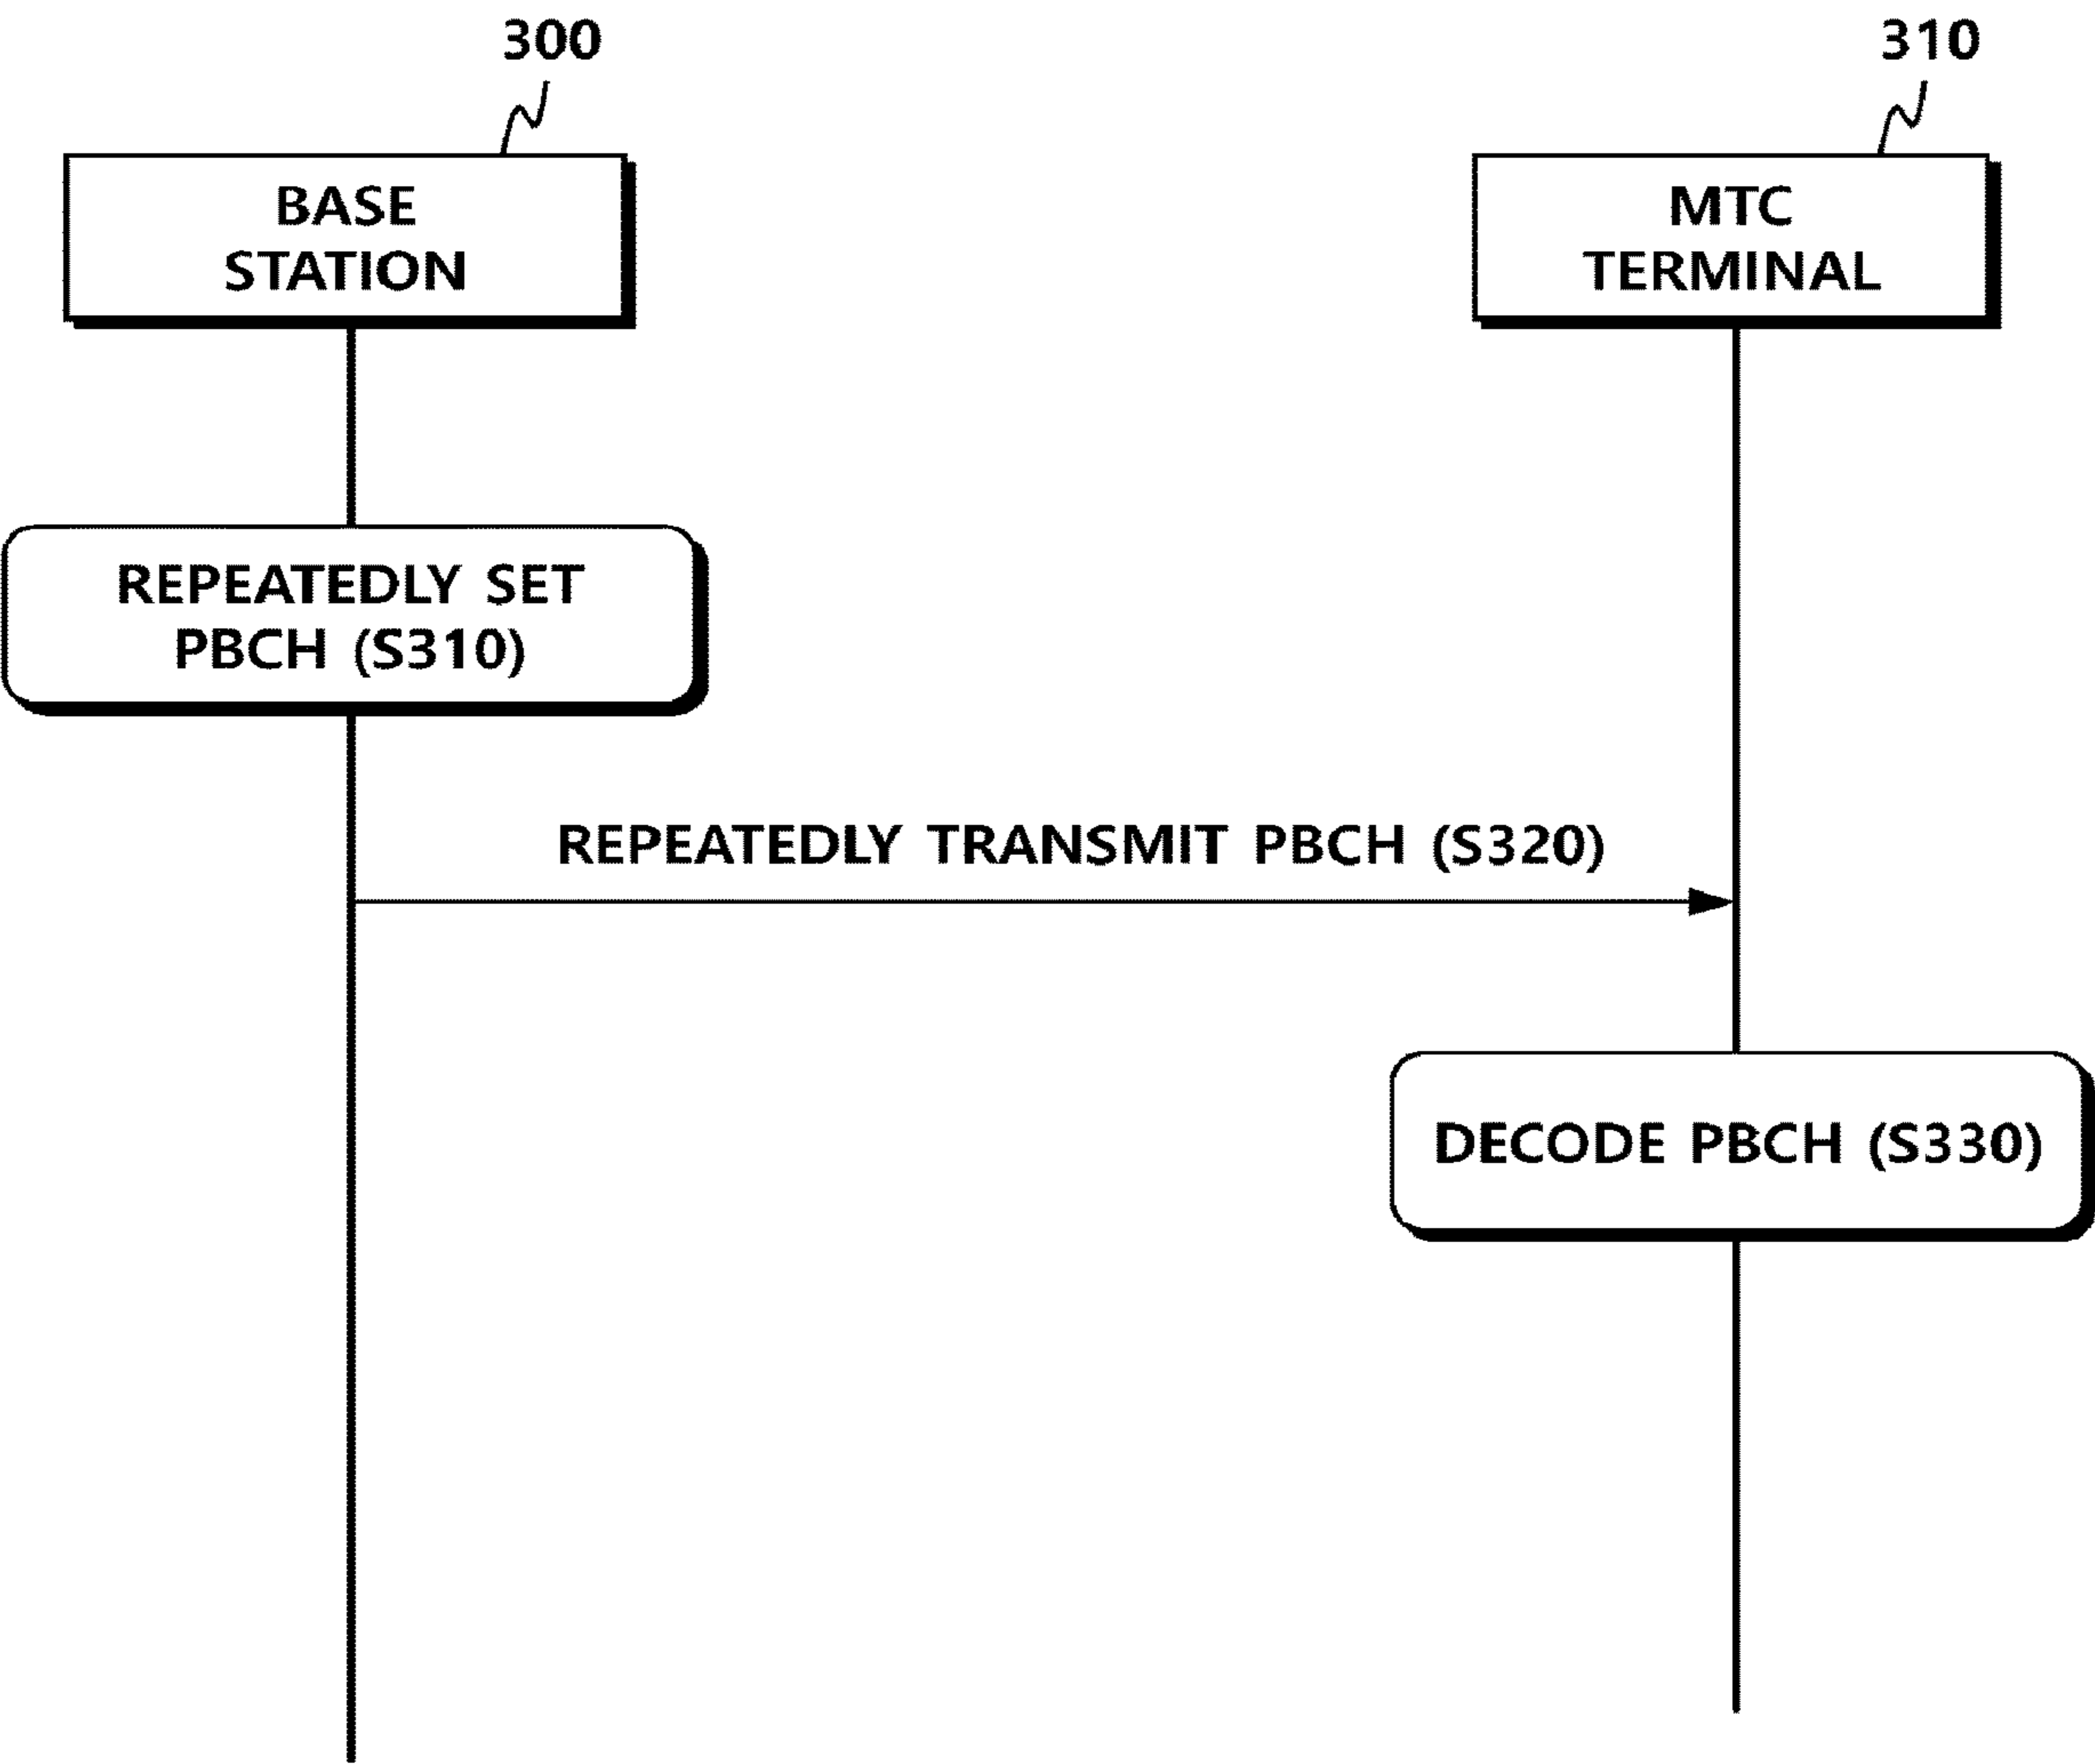 300
310
BASE
STATION
MTC
TERMINAL
REPEATEDLY SET
PBCH (S310)
REPEATEDLY TRANSMIT PBCH (S320)
DECODE PBCH (S330)